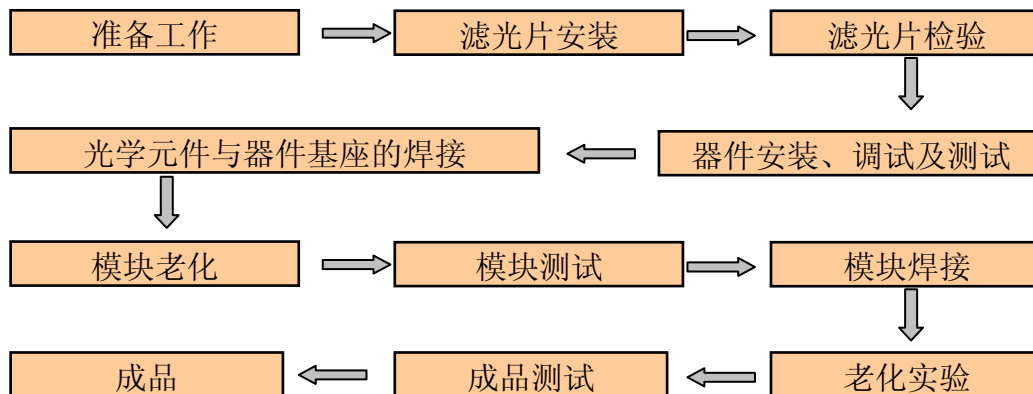 准备工作
滤光片安装
滤光片检验
器件安装、调试及测试
光学元件与器件基座的焊接
模块老化
模块测试
模块焊接
老化实验
成品测试
成品